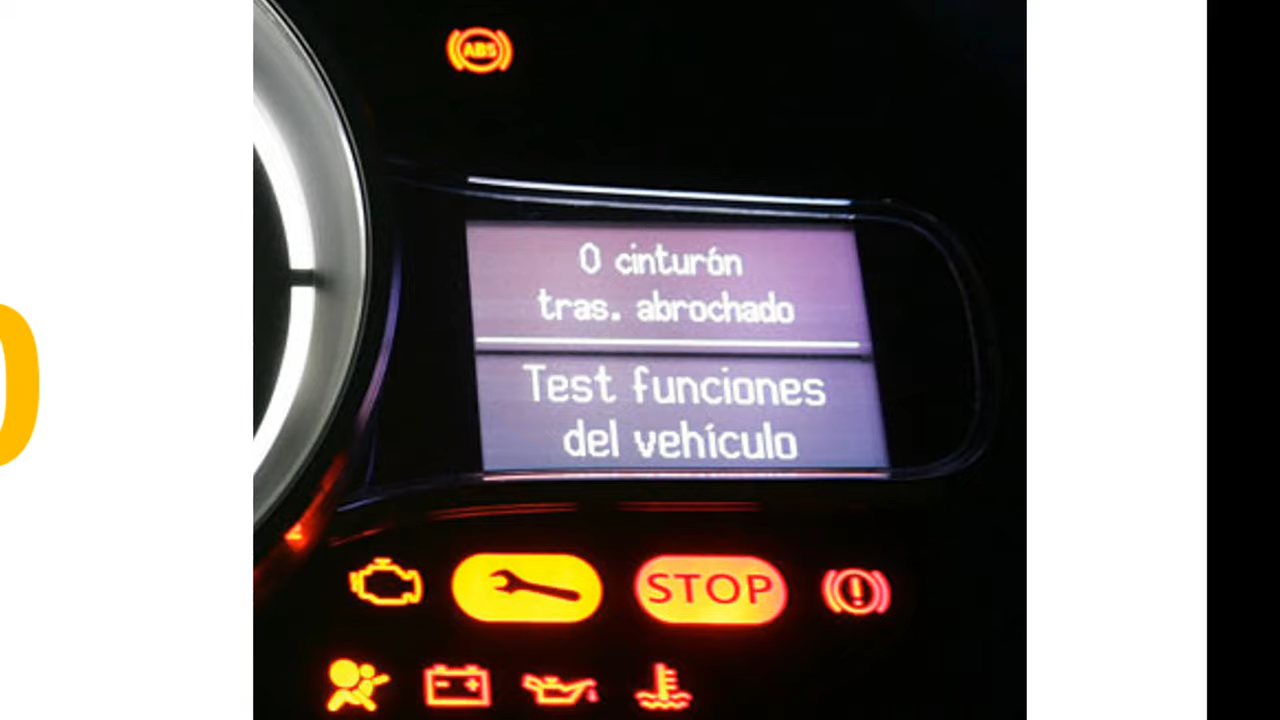 ABS
0 cinturón
tras. abrochado
Test funciones
del vehículo
STOP